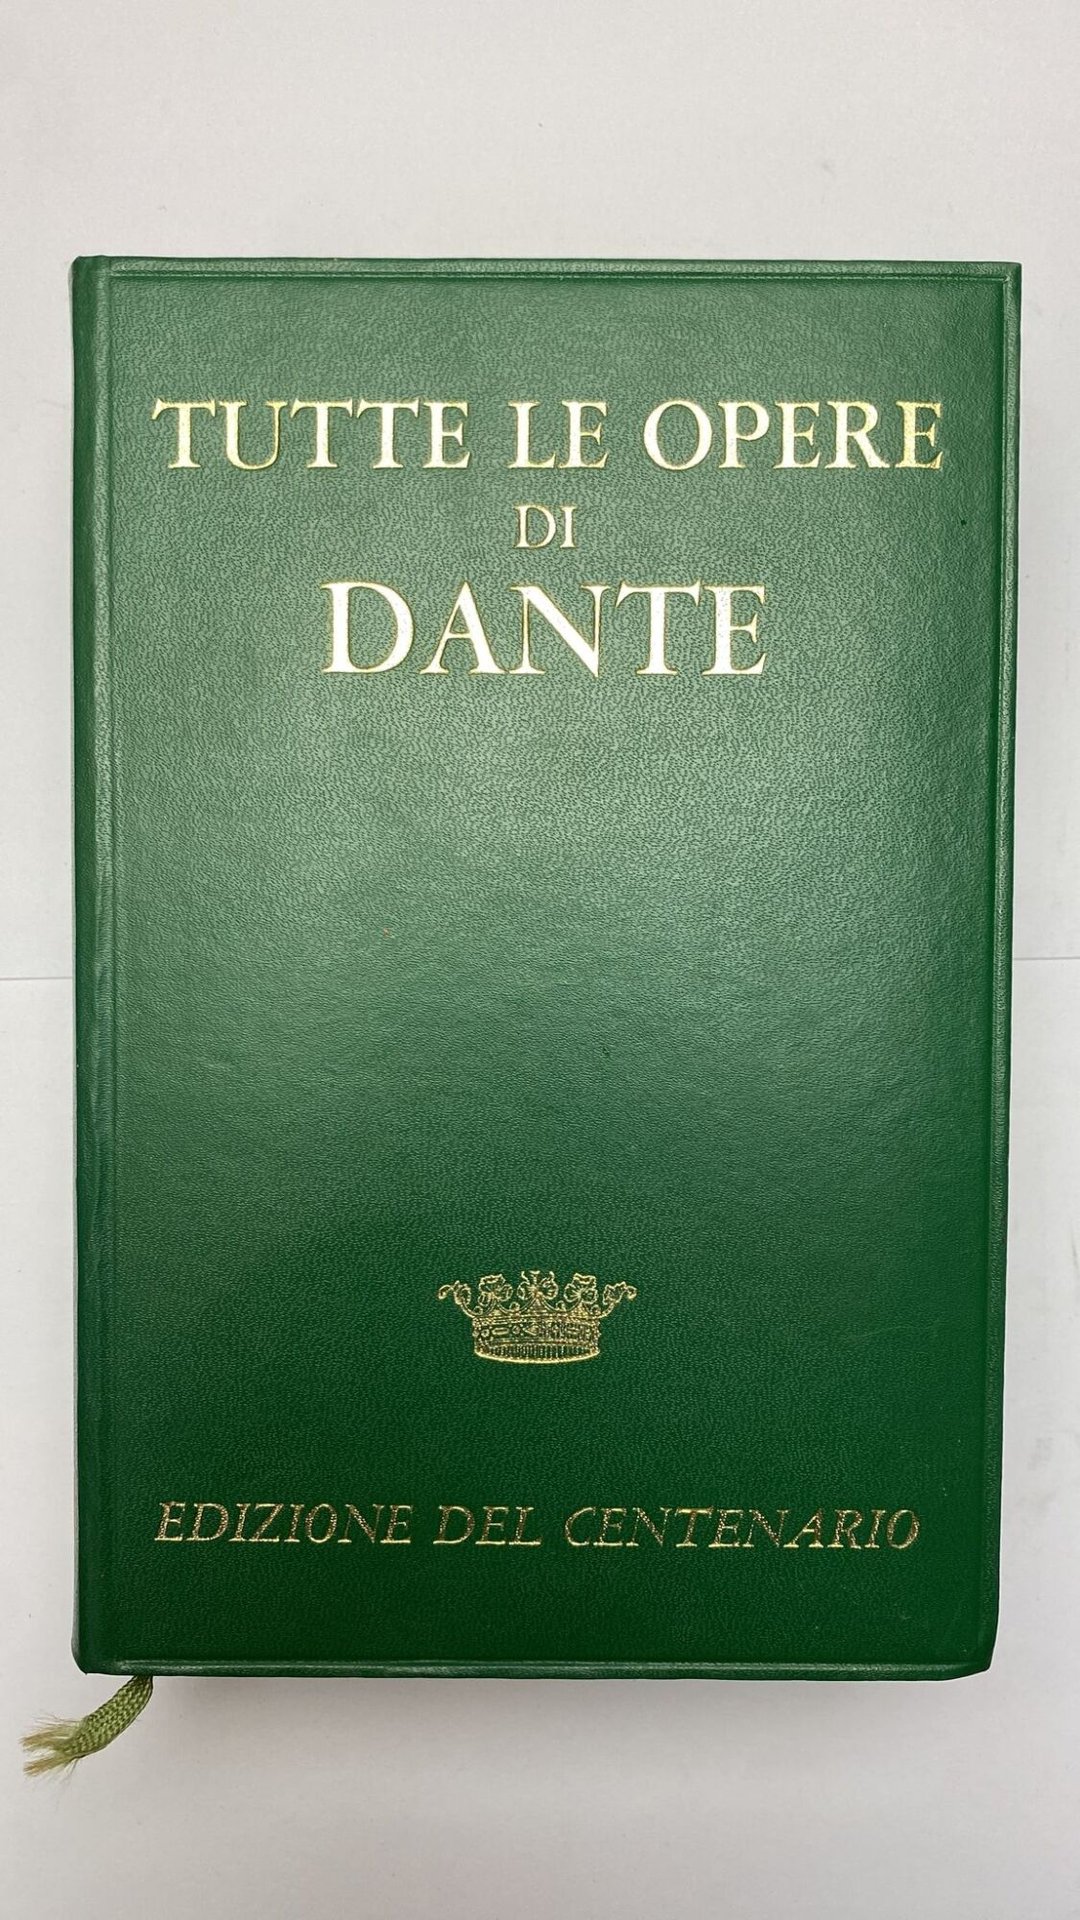 TUTTE LE OPERE
DI
DANTE
EDIZIONE DEL CENTENARIO